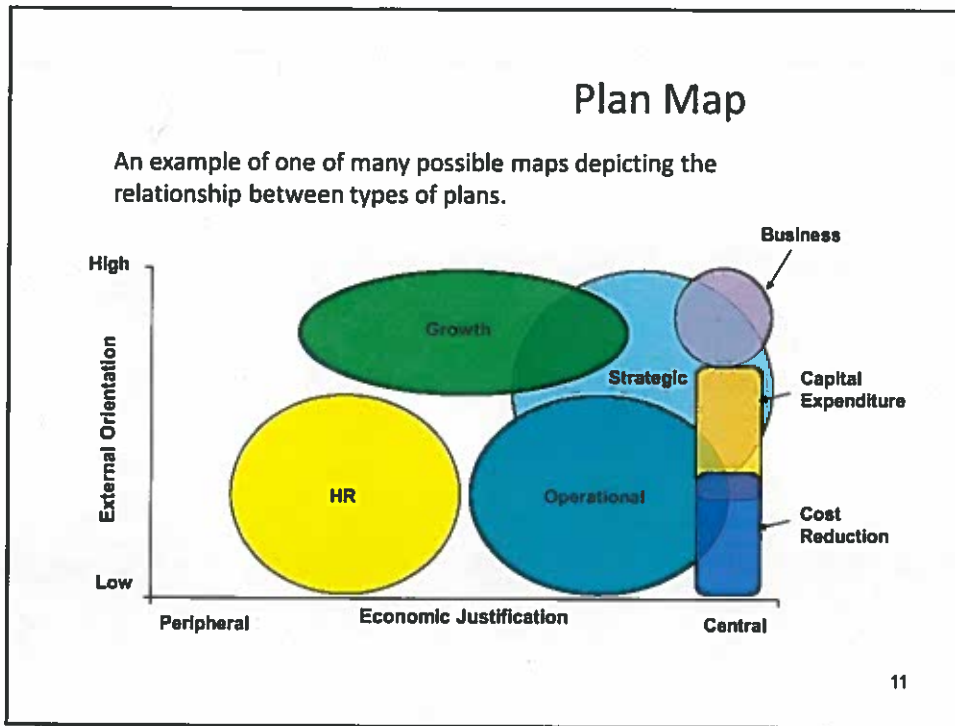 Plan Map
An example of one of many possible maps depicting the
relationship between types of plans.
Business
High
Growth
Strategic
Capital
Expenditure
External Orientation
HR
Operational
Cost
Reduction
Low
Peripheral
Economic Justification
Central
11